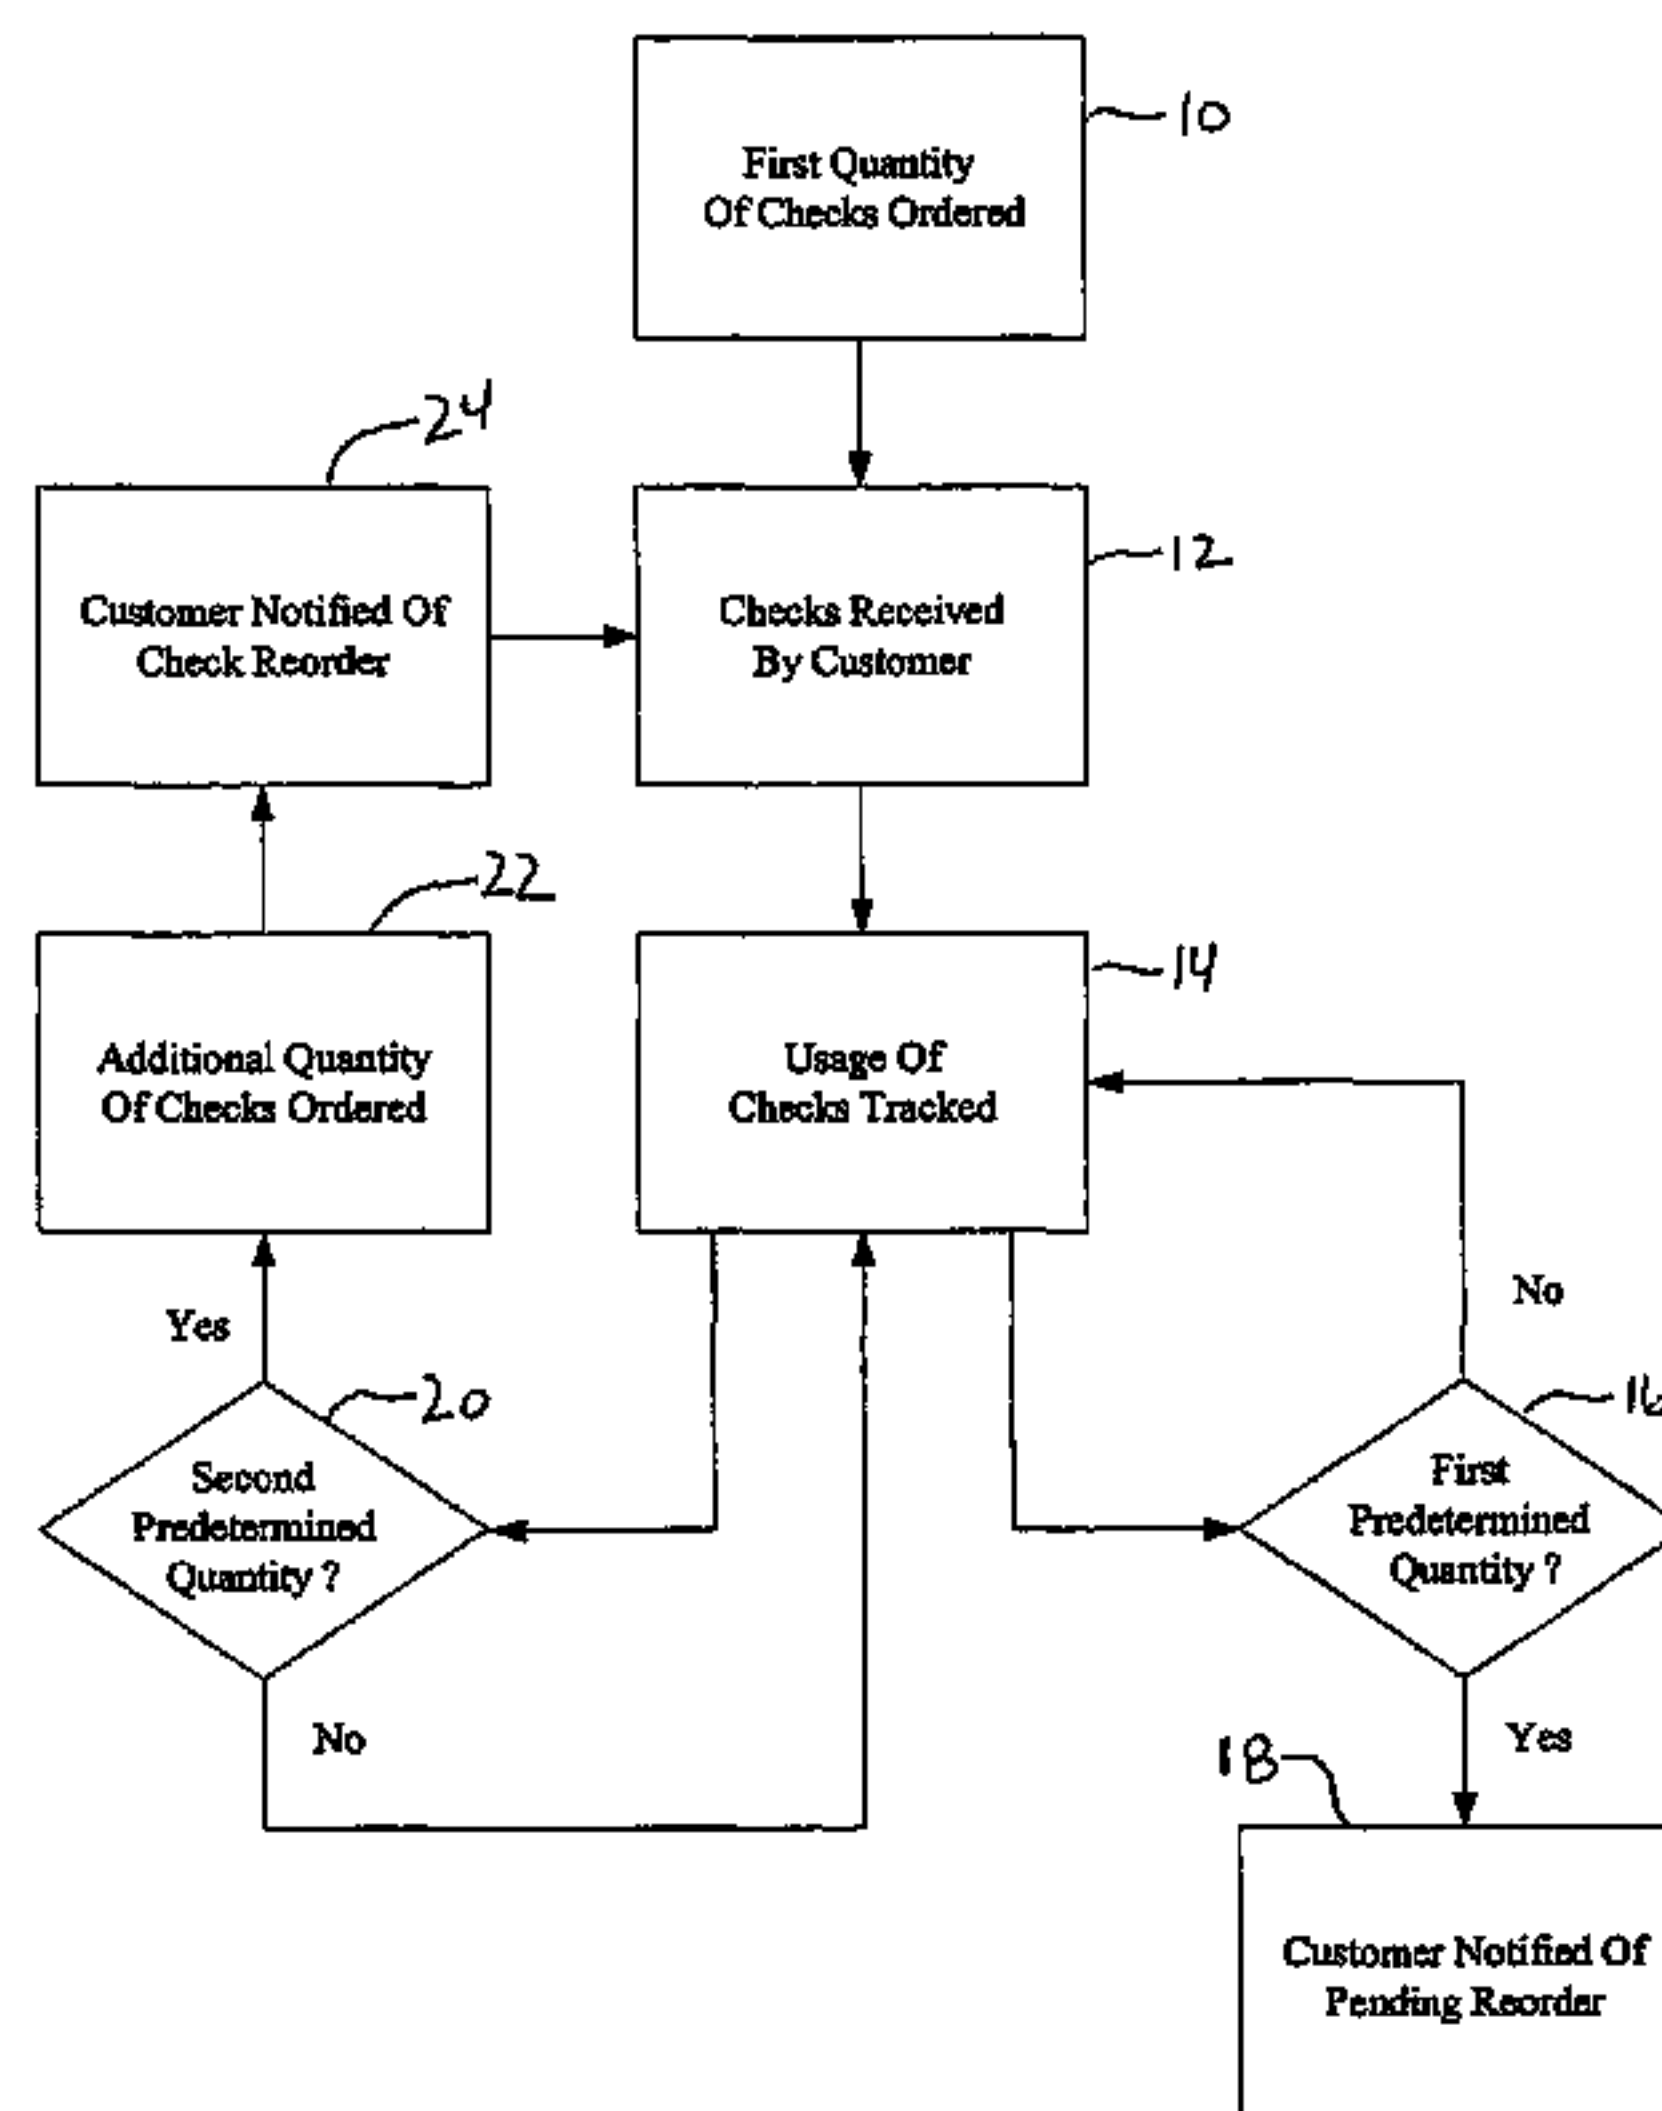 10
First Quantity
Of Checks Ordered
24
12
Customer Notified Of
Check Reorder
Checks Received
By Customer
22
14
Additional Quantity
Of Checks Ordered
Usage Of
Checks Tracked
No
Yes
20
16
Second
Predetermined
Quantity ?
First
Predetermined
Quantity ?
No
Yes
18
Customer Notified Of
Pending Reorder